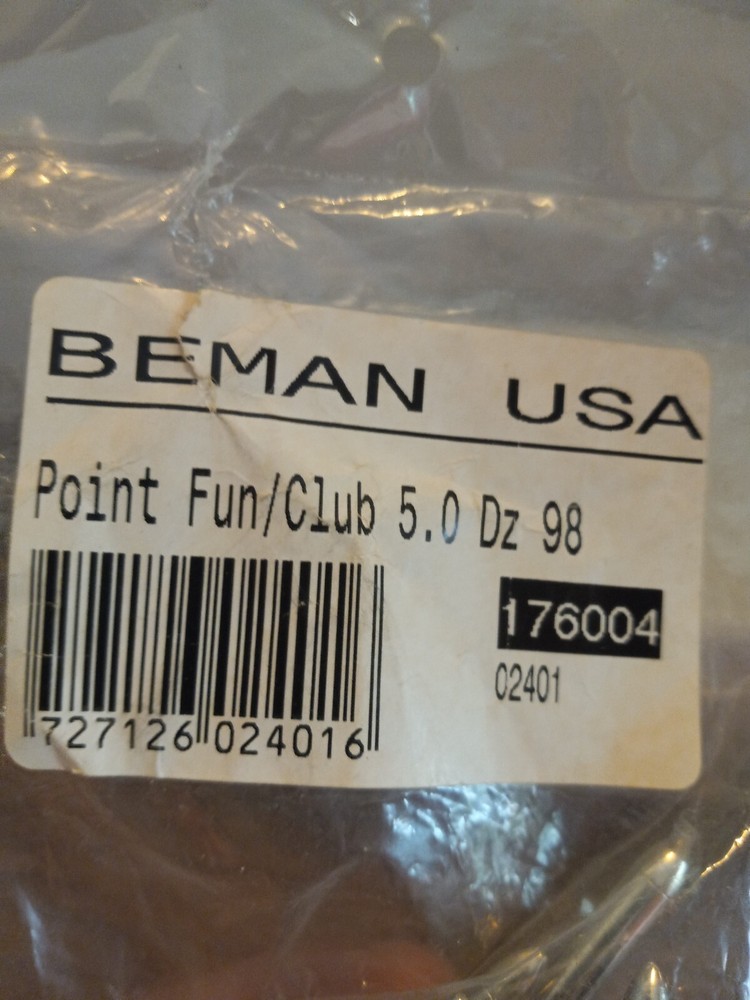 BEMAN USA
Point Fun/Club 5.0 Dz 98
176004
02401
727126 024016